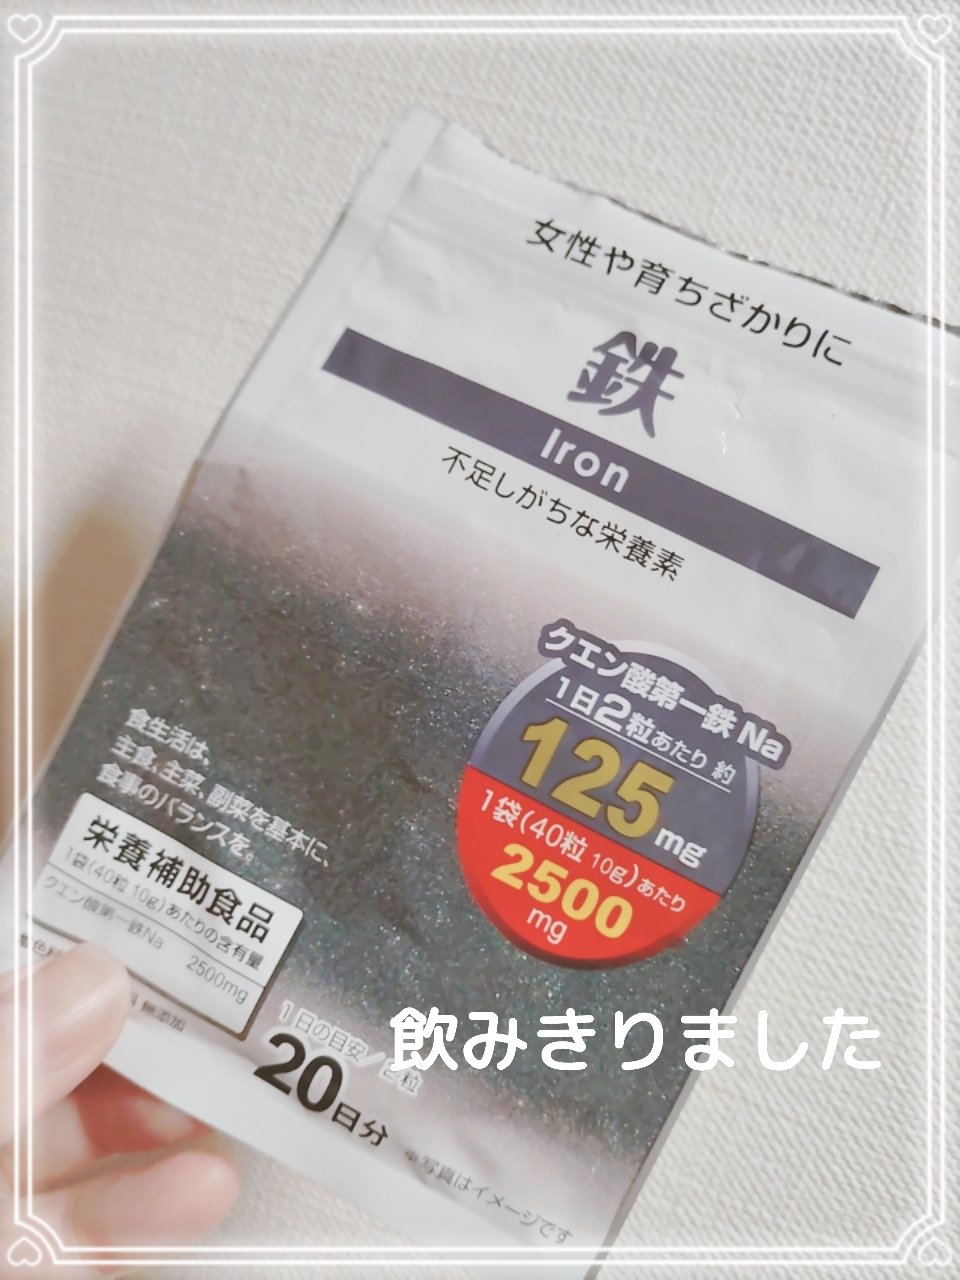 女性や育ちざかりに
鉄
Iron
不足しがちな栄養素
クエン酸第一鉄 Na
1日2粒あたり 約
125mg
1袋(40粒 10g)あたり
2500
mg
食生活は、
主食、主菜、副菜を基本に、
食事のバランスを。
栄養補助食品
1袋(40粒 10g)あたりの含有量
クエン酸第一鉄Na 2500mg
無添加
1日の目安/2粒
20日分
※写真はイメージです
飲みきりました